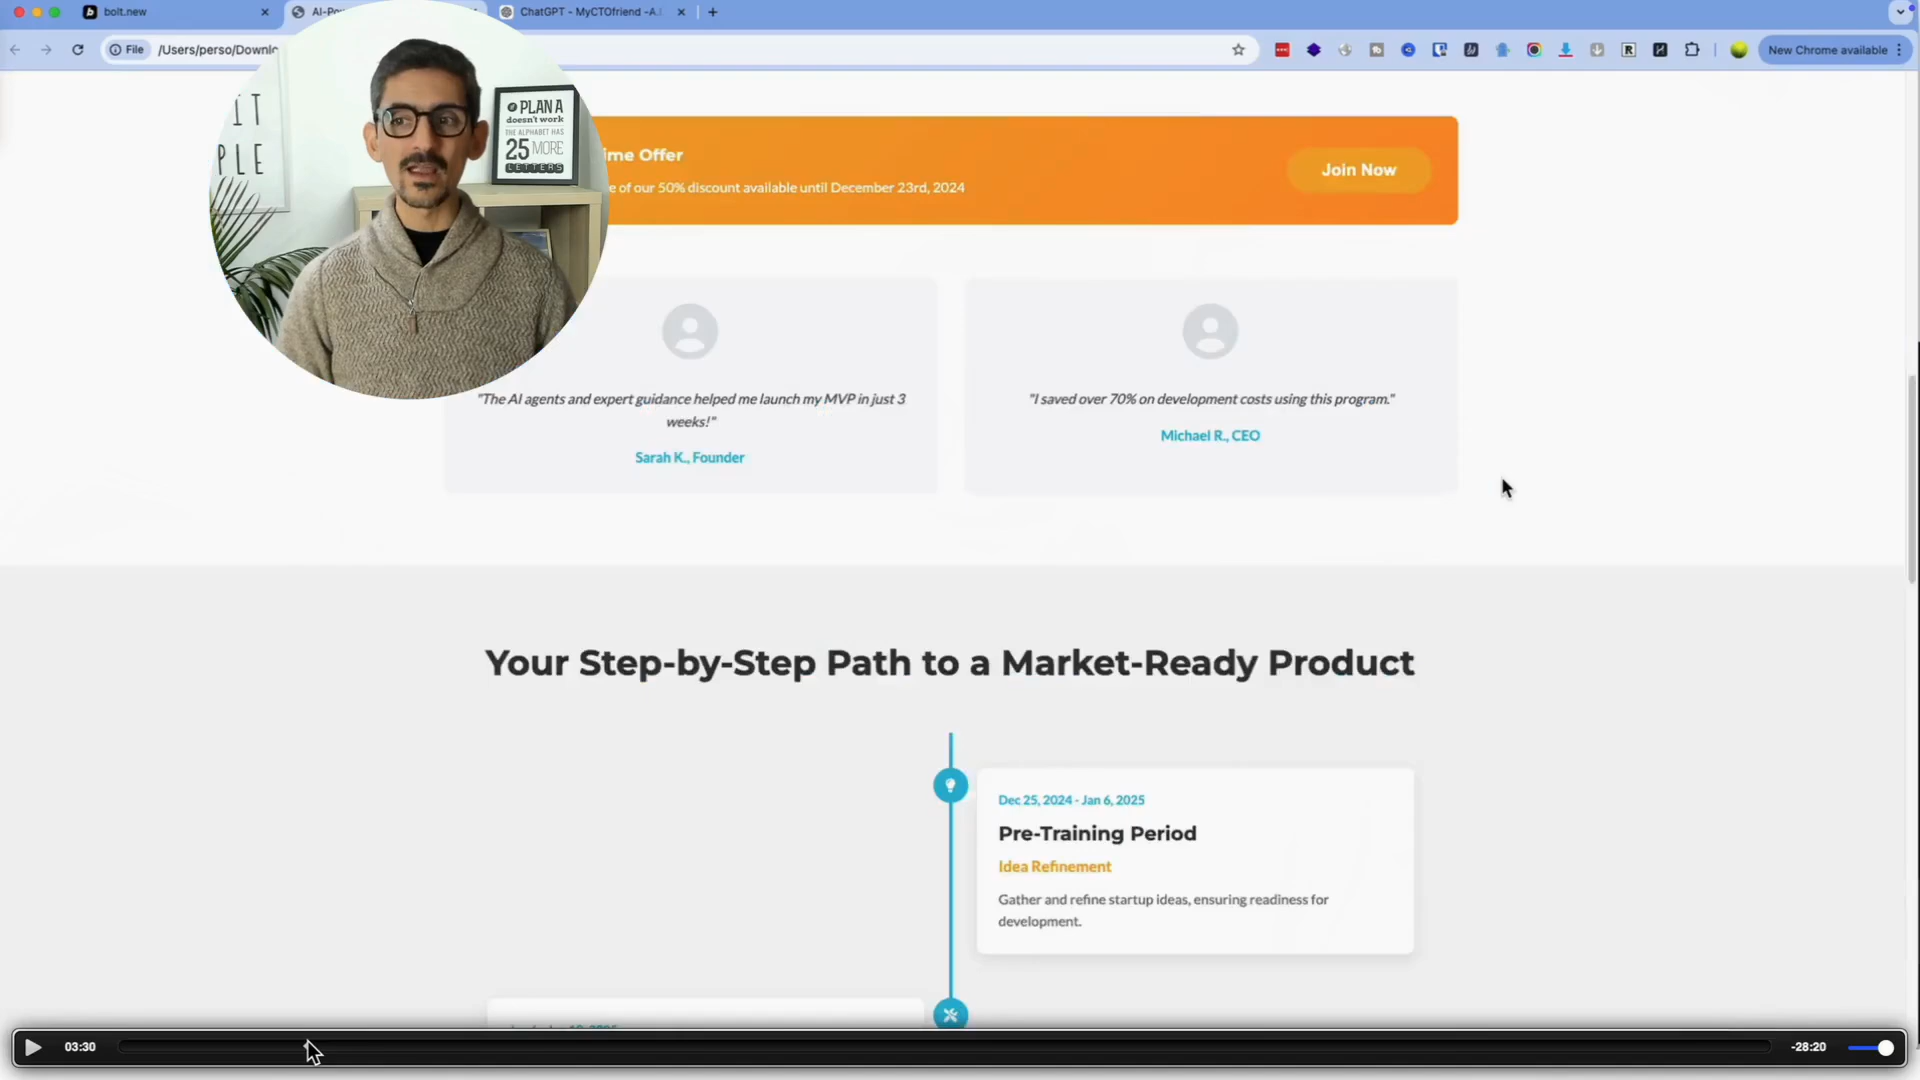 bolt.new
AI-Po
ChatGPT - MyCTOfriend -A.
File
/Users/perso/Downlo
New Chrome available
IT
PLE
PLAN A
doesn't work
THE ALPHABET HAS
25 MORE
LETTERS
ime Offer
e of our 50% discount available until December 23rd, 2024
Join Now
"The AI agents and expert guidance helped me launch my MVP in just 3
weeks!"
Sarah K., Founder
"I saved over 70% on development costs using this program."
Michael R., CEO
Your Step-by-Step Path to a Market-Ready Product
Dec 25, 2024 - Jan 6, 2025
Pre-Training Period
Idea Refinement
Gather and refine startup ideas, ensuring readiness for
development.
03:30
-28:20